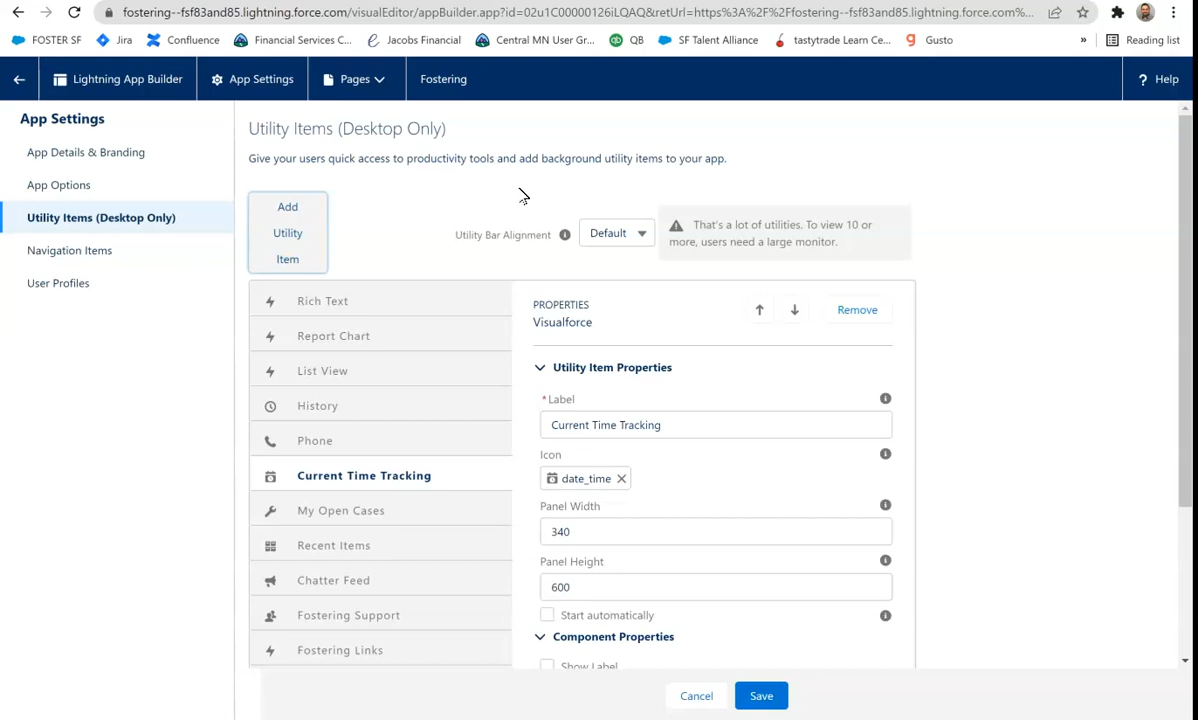 fostering--fsf83and85.lightning.force.com/visualEditor/appBuilder.app?id=02u1C00000126iLQAQ&retUrl=https%3A%2F%2Ffostering--fsf83and85.lightning.force.com%...
FOSTER SF Jira Confluence Financial Services C... Jacobs Financial Central MN User Gr... QB SF Talent Alliance tastytrade Learn Ce... Gusto » Reading list
Lightning App Builder App Settings Pages Fostering ? Help
App Settings
App Details & Branding
App Options
Utility Items (Desktop Only)
Navigation Items
User Profiles
Utility Items (Desktop Only)
Give your users quick access to productivity tools and add background utility items to your app.
Add
Utility
Item
Utility Bar Alignment Default
That's a lot of utilities. To view 10 or
more, users need a large monitor.
Rich Text
Report Chart
List View
History
Phone
Current Time Tracking
My Open Cases
Recent Items
Chatter Feed
Fostering Support
Fostering Links
PROPERTIES
Visualforce
Remove
Utility Item Properties
*Label
Current Time Tracking
Icon
date_time
Panel Width
340
Panel Height
600
Start automatically
Component Properties
Show Label
Cancel Save